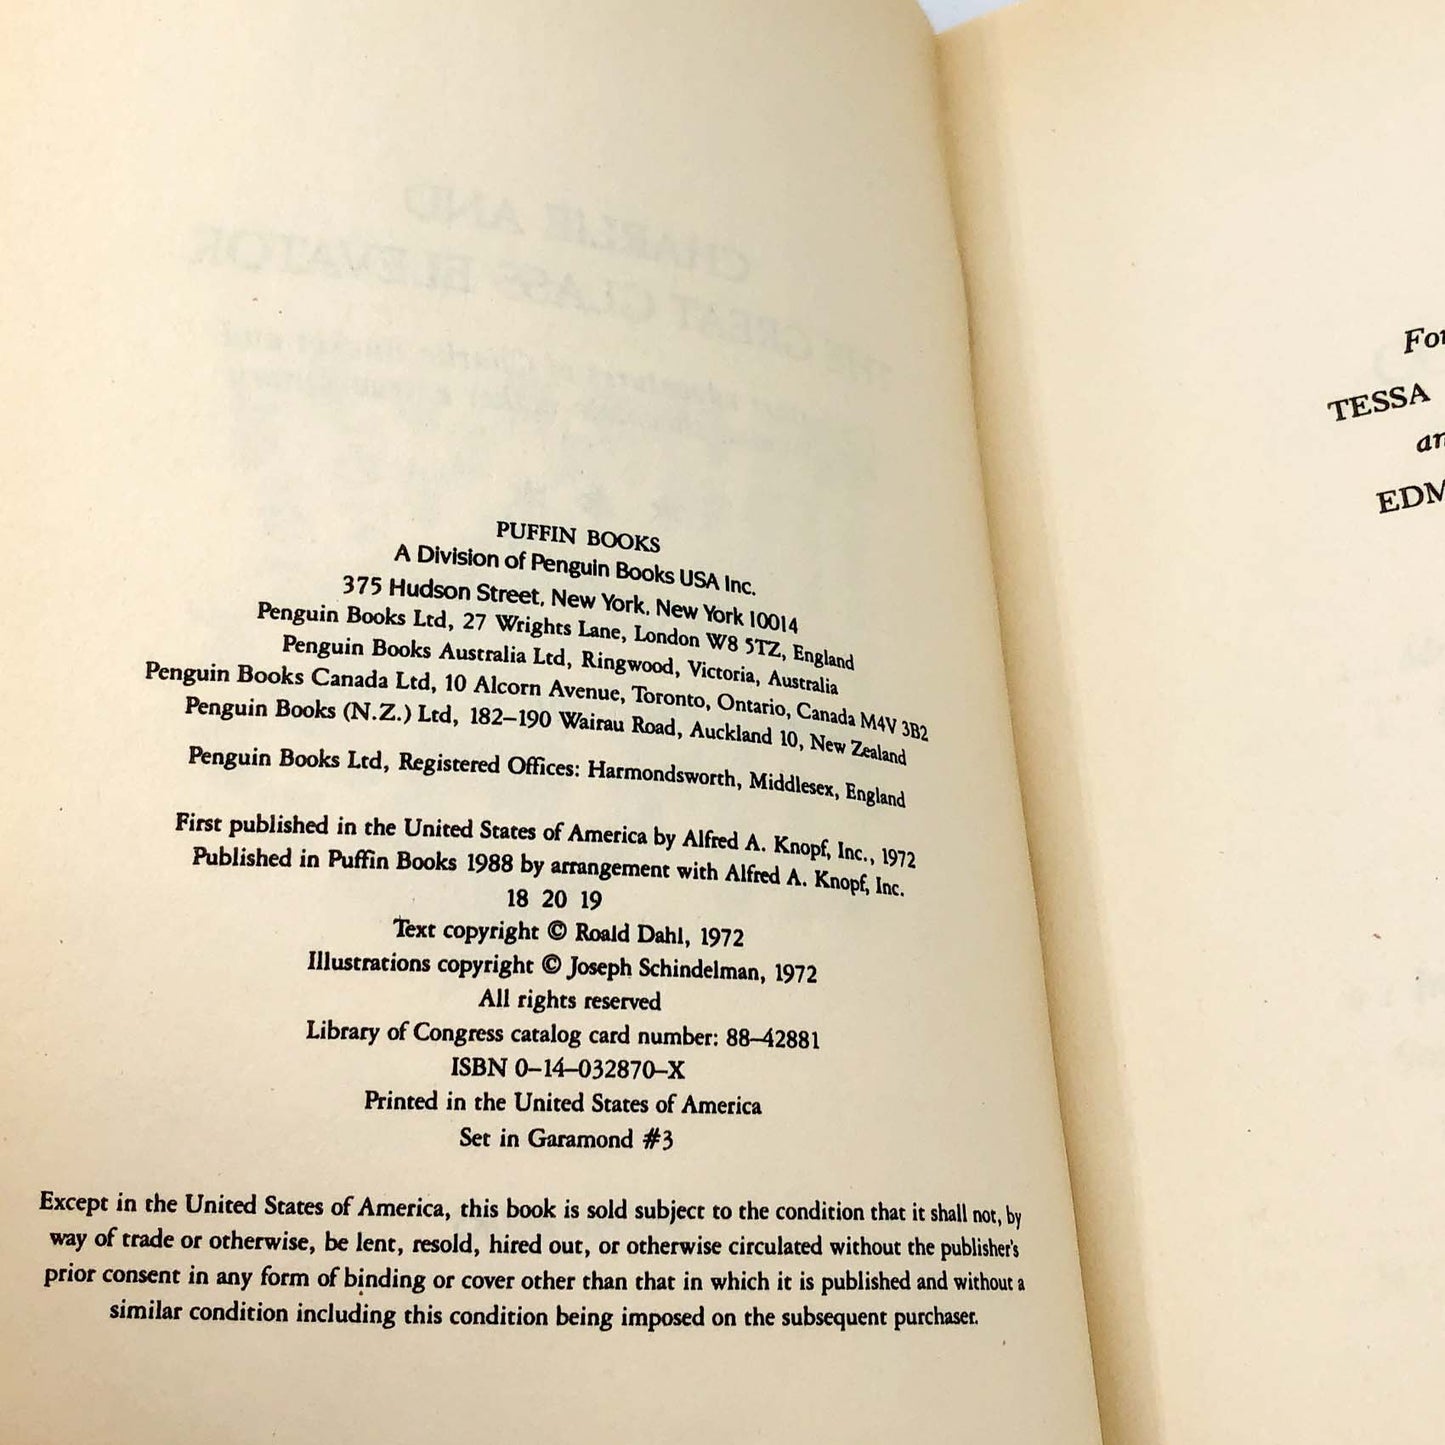 PUFFIN BOOKS
A Division of Penguin Books USA Inc.
375 Hudson Street, New York, New York 10014
Penguin Books Ltd, 27 Wrights Lane, London W8 5TZ, England
Penguin Books Australia Ltd, Ringwood, Victoria, Australia
Penguin Books Canada Ltd, 10 Alcorn Avenue, Toronto, Ontario, Canada M4V 3B2
Penguin Books (N.Z.) Ltd, 182–190 Wairau Road, Auckland 10, New Zealand
Penguin Books Ltd, Registered Offices: Harmondsworth, Middlesex, England
First published in the United States of America by Alfred A. Knopf, Inc., 1972
Published in Puffin Books 1988 by arrangement with Alfred A. Knopf, Inc.
18 20 19
Text copyright © Roald Dahl, 1972
Illustrations copyright © Joseph Schindelman, 1972
All rights reserved
Library of Congress catalog card number: 88–42881
ISBN 0–14–032870–X
Printed in the United States of America
Set in Garamond #3
Except in the United States of America, this book is sold subject to the condition that it shall not, by
way of trade or otherwise, be lent, resold, hired out, or otherwise circulated without the publisher's
prior consent in any form of binding or cover other than that in which it is published and without a
similar condition including this condition being imposed on the subsequent purchaser.
For
TESSA
an
EDM